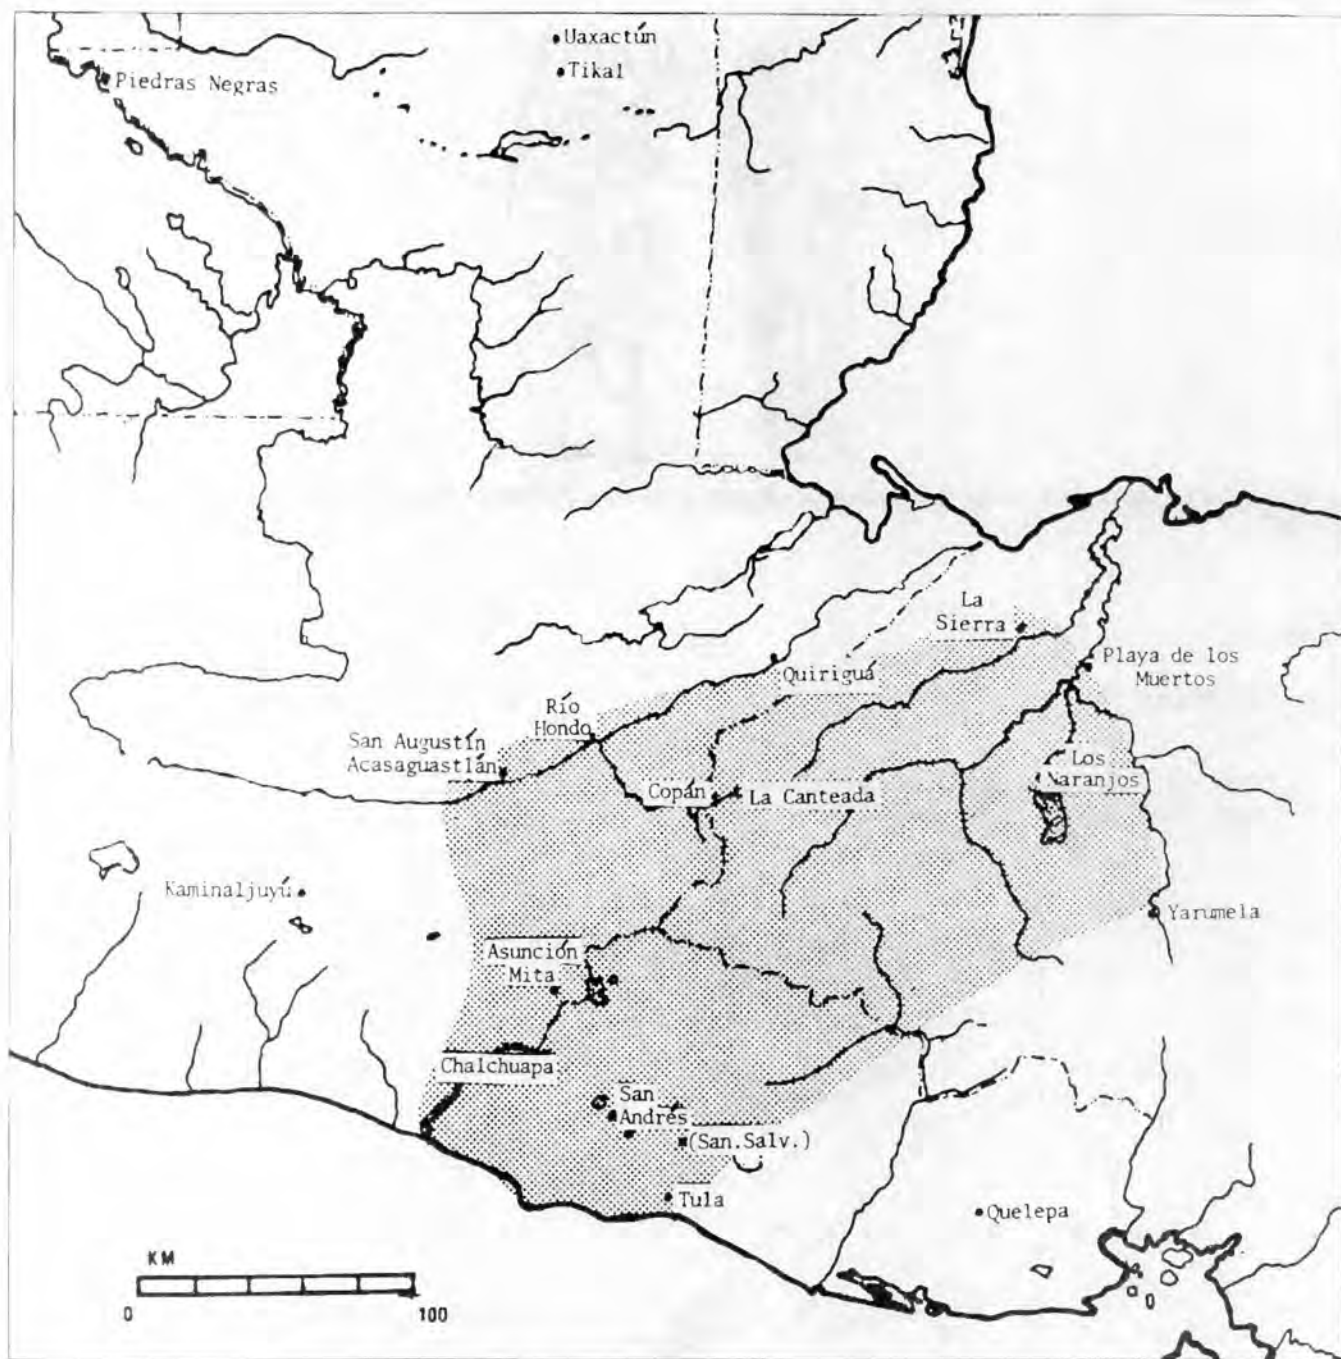 Uaxactún
Tikal
Piedras Negras
La
Sierra
Quiriguá
Playa de los
Muertos
Río
Hondo
San Augustín
Acasaguastlán
Los
Naranjos
Copán
La Canteada
Kaminaljuyú
Yarumela
Asunción
Mita
Chalchuapa
San
Andrés
(San.Salv.)
Tula
Quelepa
KM
0 100